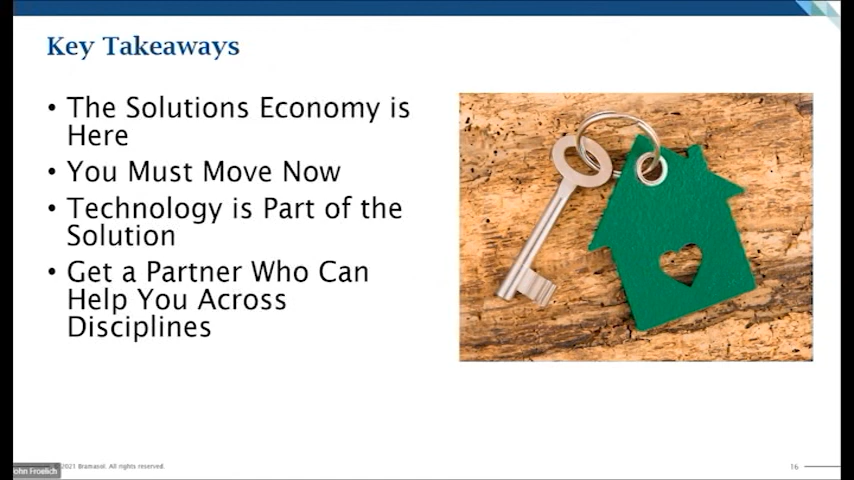 Key Takeaways
• The Solutions Economy is
Here
• You Must Move Now
• Technology is Part of the
Solution
• Get a Partner Who Can
Help You Across
Disciplines
John Froelich
2021 Bramasol. All rights reserved.
16